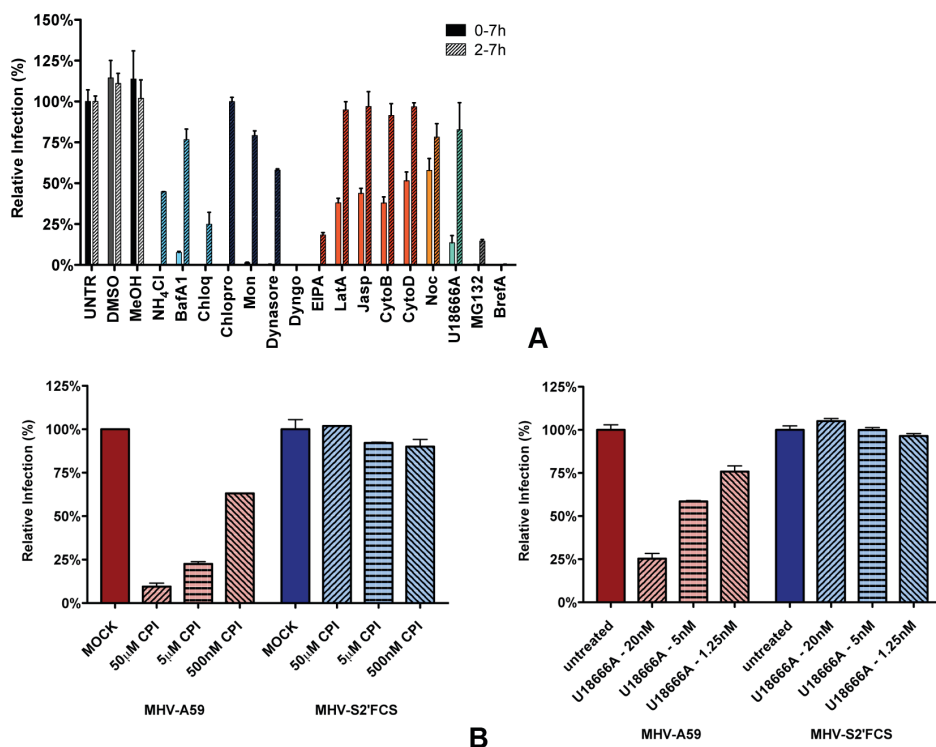 150%
125%
100%
75%
50%
25%
0%
Relative Infection (%)
0-7h
2-7h
UNTR
DMSO
MeOH
NH4Cl
BafA1
Chloq
Chlopro
Mon
Dynasore
Dyngo
EIPA
LatA
Jasp
CytoB
CytoD
Noc
U18666A
MG132
BrefA
A
125%
100%
75%
50%
25%
0%
Relative Infection (%)
MOCK
50µM CPI
5µM CPI
500nM CPI
MOCK
50µM CPI
5µM CPI
500nM CPI
MHV-A59
MHV-S2'FCS
125%
100%
75%
50%
25%
0%
Relative Infection (%)
untreated
U18666A - 20nM
U18666A - 5nM
U18666A - 1.25nM
untreated
U18666A - 20nM
U18666A - 5nM
U18666A - 1.25nM
MHV-A59
MHV-S2'FCS
B